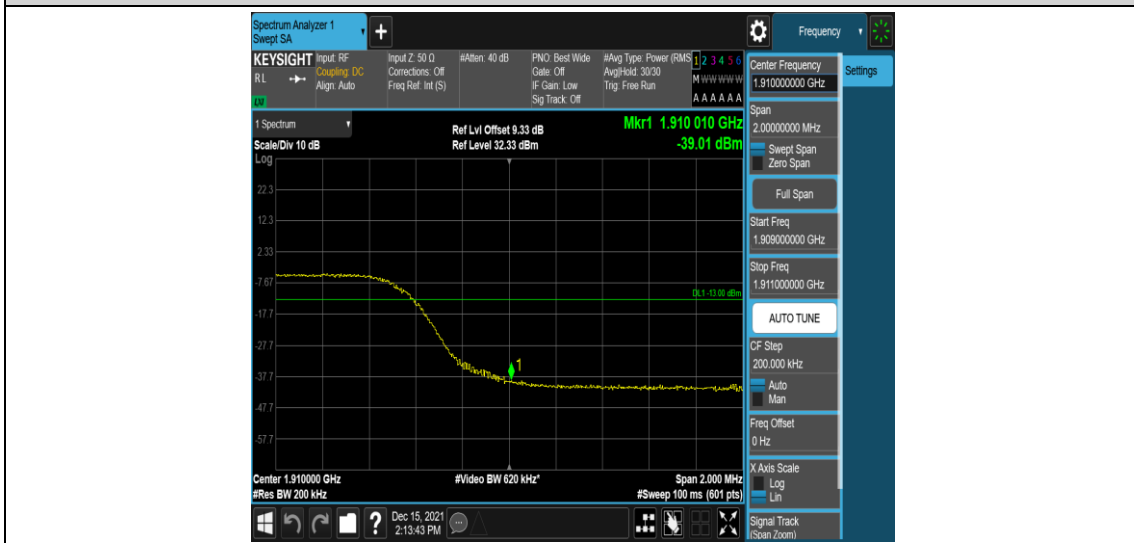 Spectrum Analyzer 1
Swept SA
+
Frequency
KEYSIGHT
RL
LXI
Input: RF
Coupling: DC
Align: Auto
Input Z: 50 Ω
Corrections: Off
Freq Ref: Int (S)
#Atten: 40 dB
PNO: Best Wide
Gate: Off
IF Gain: Low
Sig Track: Off
#Avg Type: Power (RMS
Avg|Hold: 30/30
Trig: Free Run
1 2 3 4 5 6
M W W W W W
A A A A A A
1 Spectrum
Scale/Div 10 dB
Ref Lvl Offset 9.33 dB
Ref Level 32.33 dBm
Mkr1 1.910 010 GHz
-39.01 dBm
Log
22.3
12.3
2.33
-7.67
-17.7
-27.7
-37.7
-47.7
-57.7
DL1 -13.00 dBm
1
Center 1.910000 GHz
#Res BW 200 kHz
#Video BW 620 kHz*
Span 2.000 MHz
#Sweep 100 ms (601 pts)
?
Dec 15, 2021
2:13:43 PM
Center Frequency
1.910000000 GHz
Settings
Span
2.00000000 MHz
Swept Span
Zero Span
Full Span
Start Freq
1.909000000 GHz
Stop Freq
1.911000000 GHz
AUTO TUNE
CF Step
200.000 kHz
Auto
Man
Freq Offset
0 Hz
X Axis Scale
Log
Lin
Signal Track
(Span Zoom)